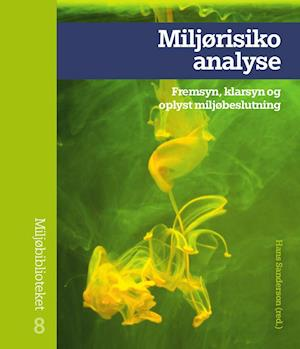 Miljørisiko
analyse
Fremsyn, klarsyn og
oplyst miljøbeslutning
Hans Sanderson (red.)
Miljøbiblioteket 8